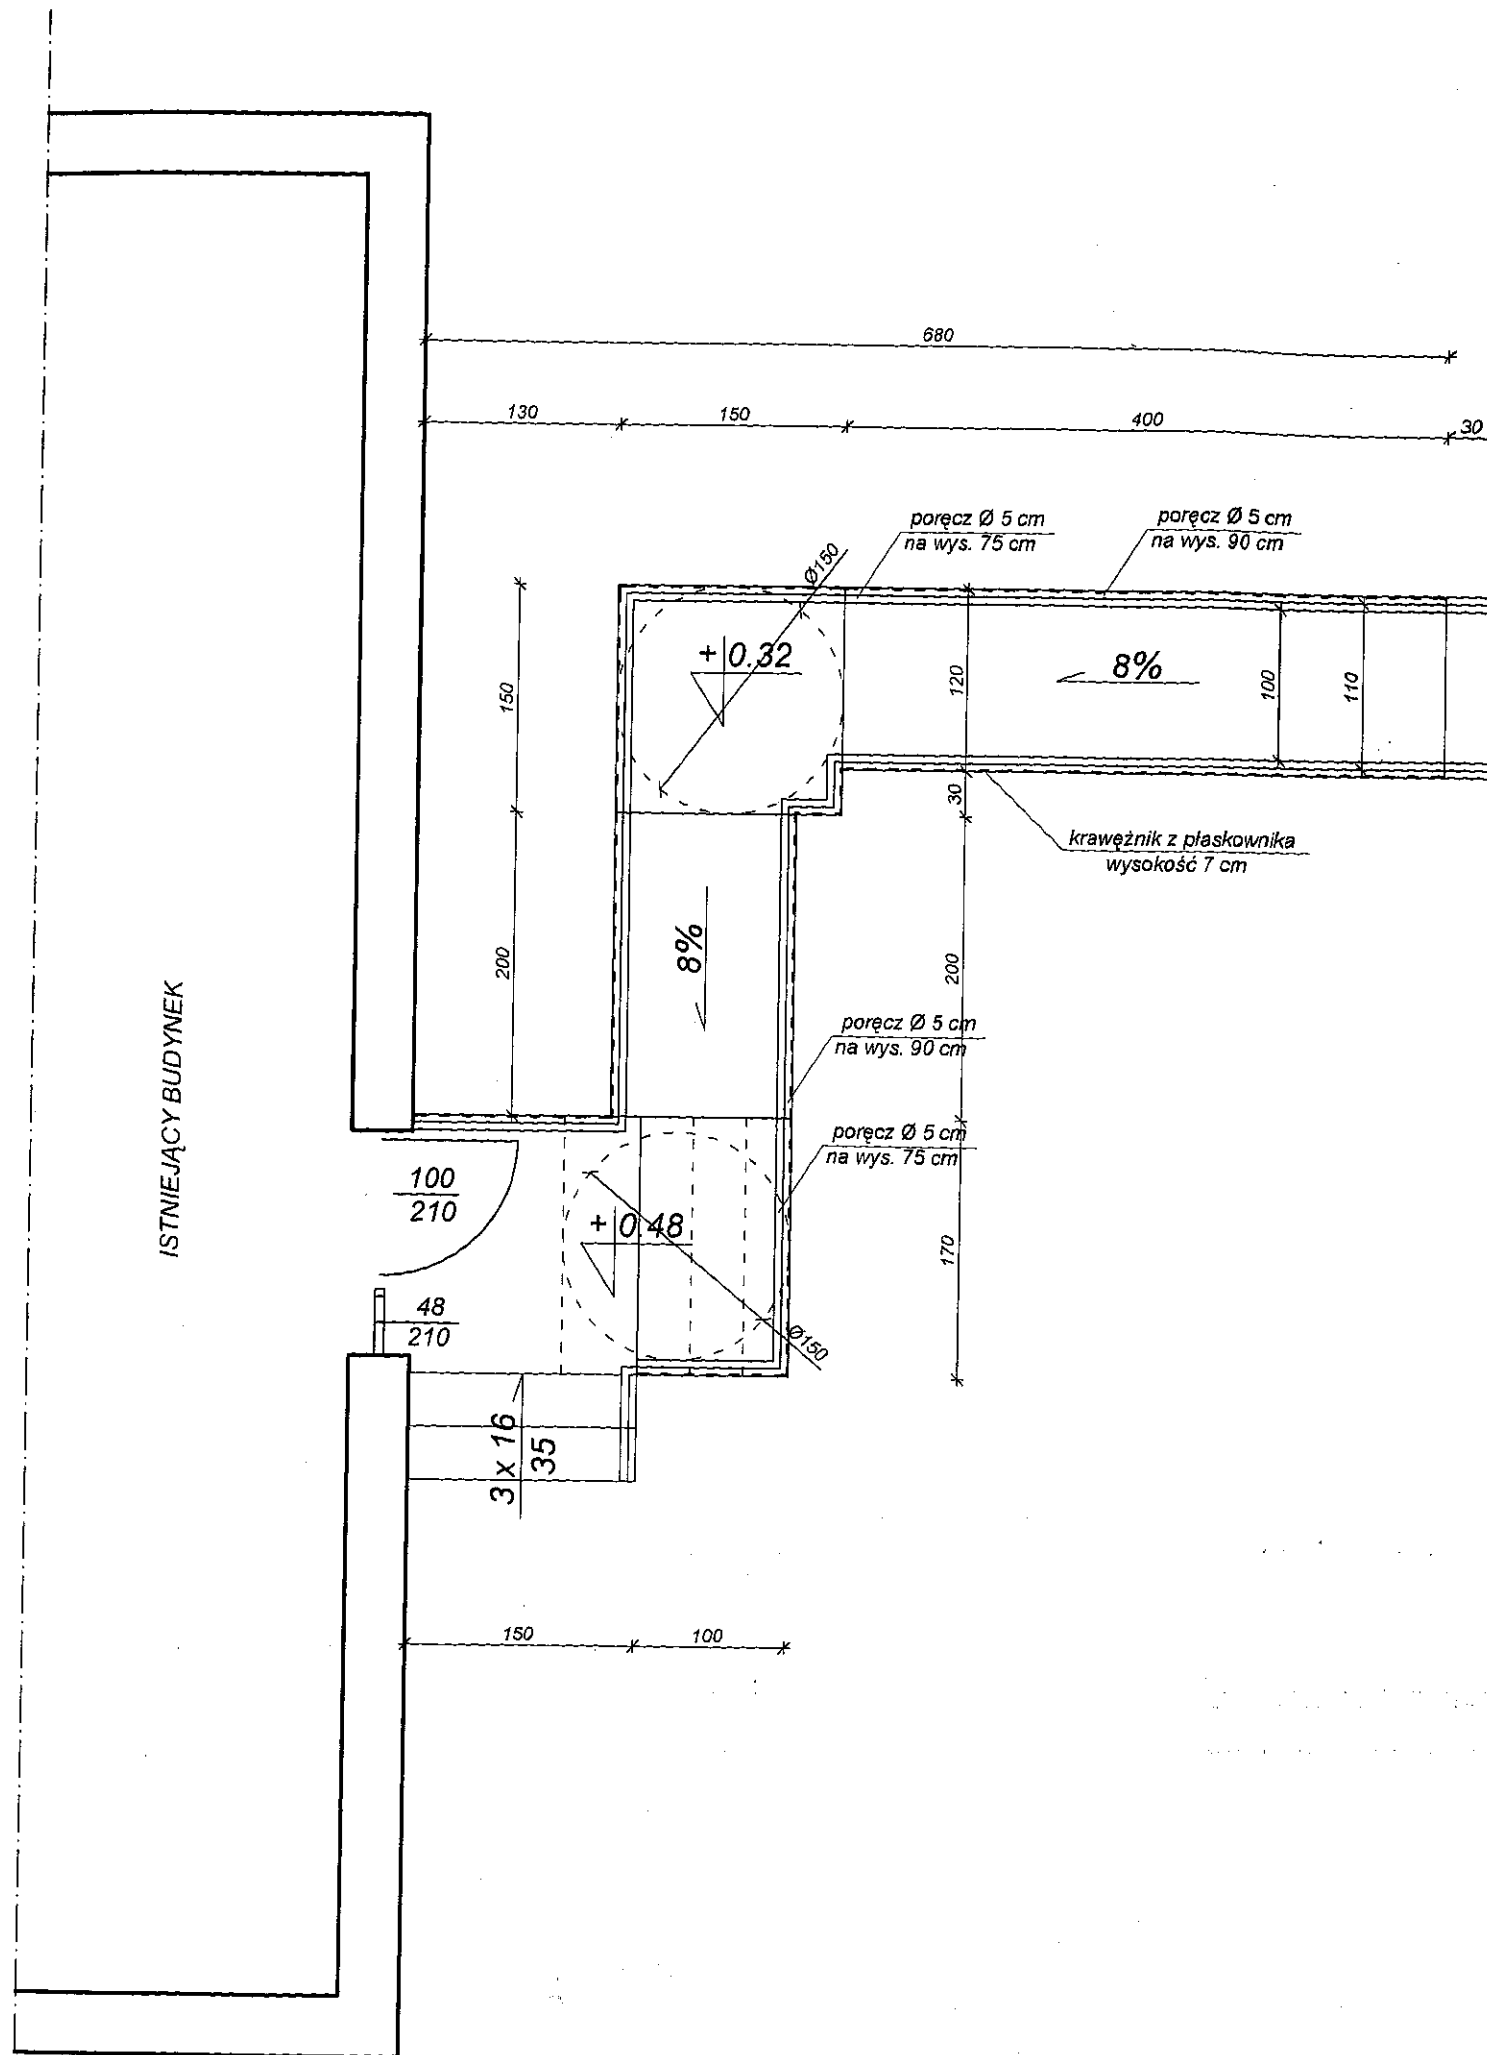 680
130
150
400
30
poręcz Ø 5 cm
na wys. 75 cm
poręcz Ø 5 cm
na wys. 90 cm
Ø150
+ 0.32
8%
150
120
100
110
30
krawężnik z płaskownika
wysokość 7 cm
8%
200
200
poręcz Ø 5 cm
na wys. 90 cm
poręcz Ø 5 cm
na wys. 75 cm
ISTNIEJĄCY BUDYNEK
100
210
+ 0.48
170
48
210
Ø150
3 x 16
35
150
100